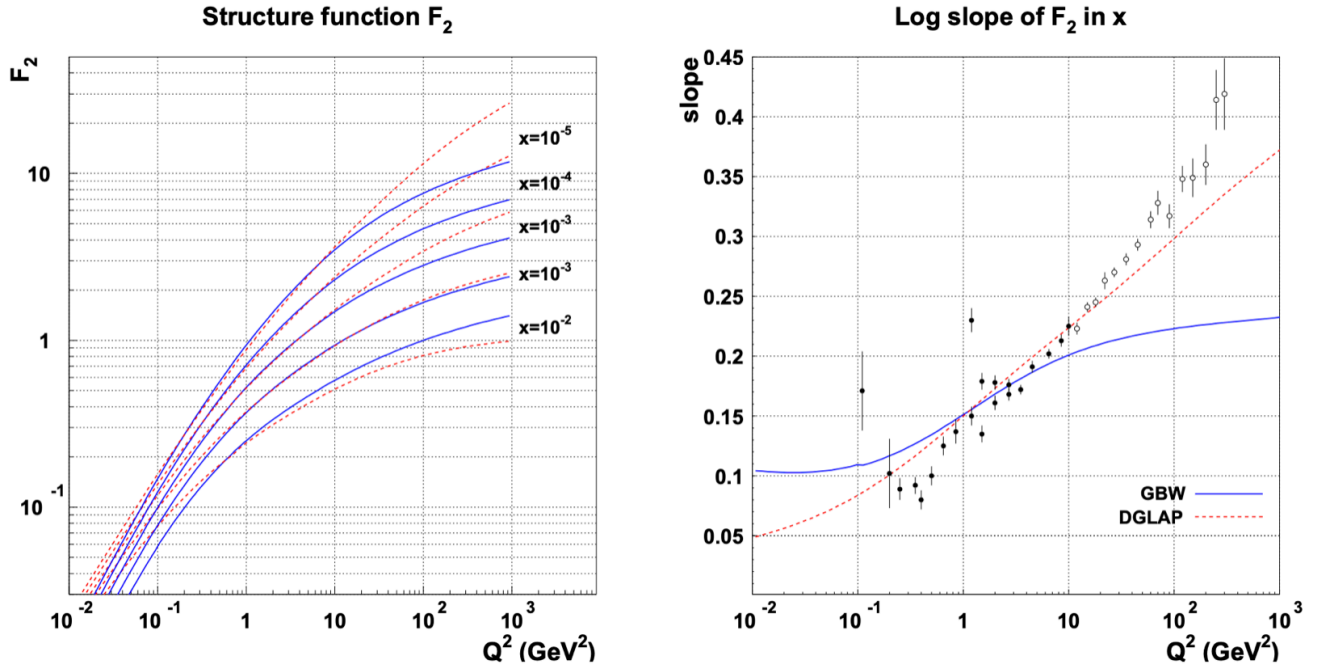 Structure function F₂
F₂
10
1
10⁻¹
x=10⁻⁵
x=10⁻⁴
x=10⁻³
x=10⁻³
x=10⁻²
10⁻² 10⁻¹ 1 10 10² 10³
Q² (GeV²)
Log slope of F₂ in x
slope
0.45
0.4
0.35
0.3
0.25
0.2
0.15
0.1
0.05
GBW
DGLAP
10⁻² 10⁻¹ 1 10 10² 10³
Q² (GeV²)